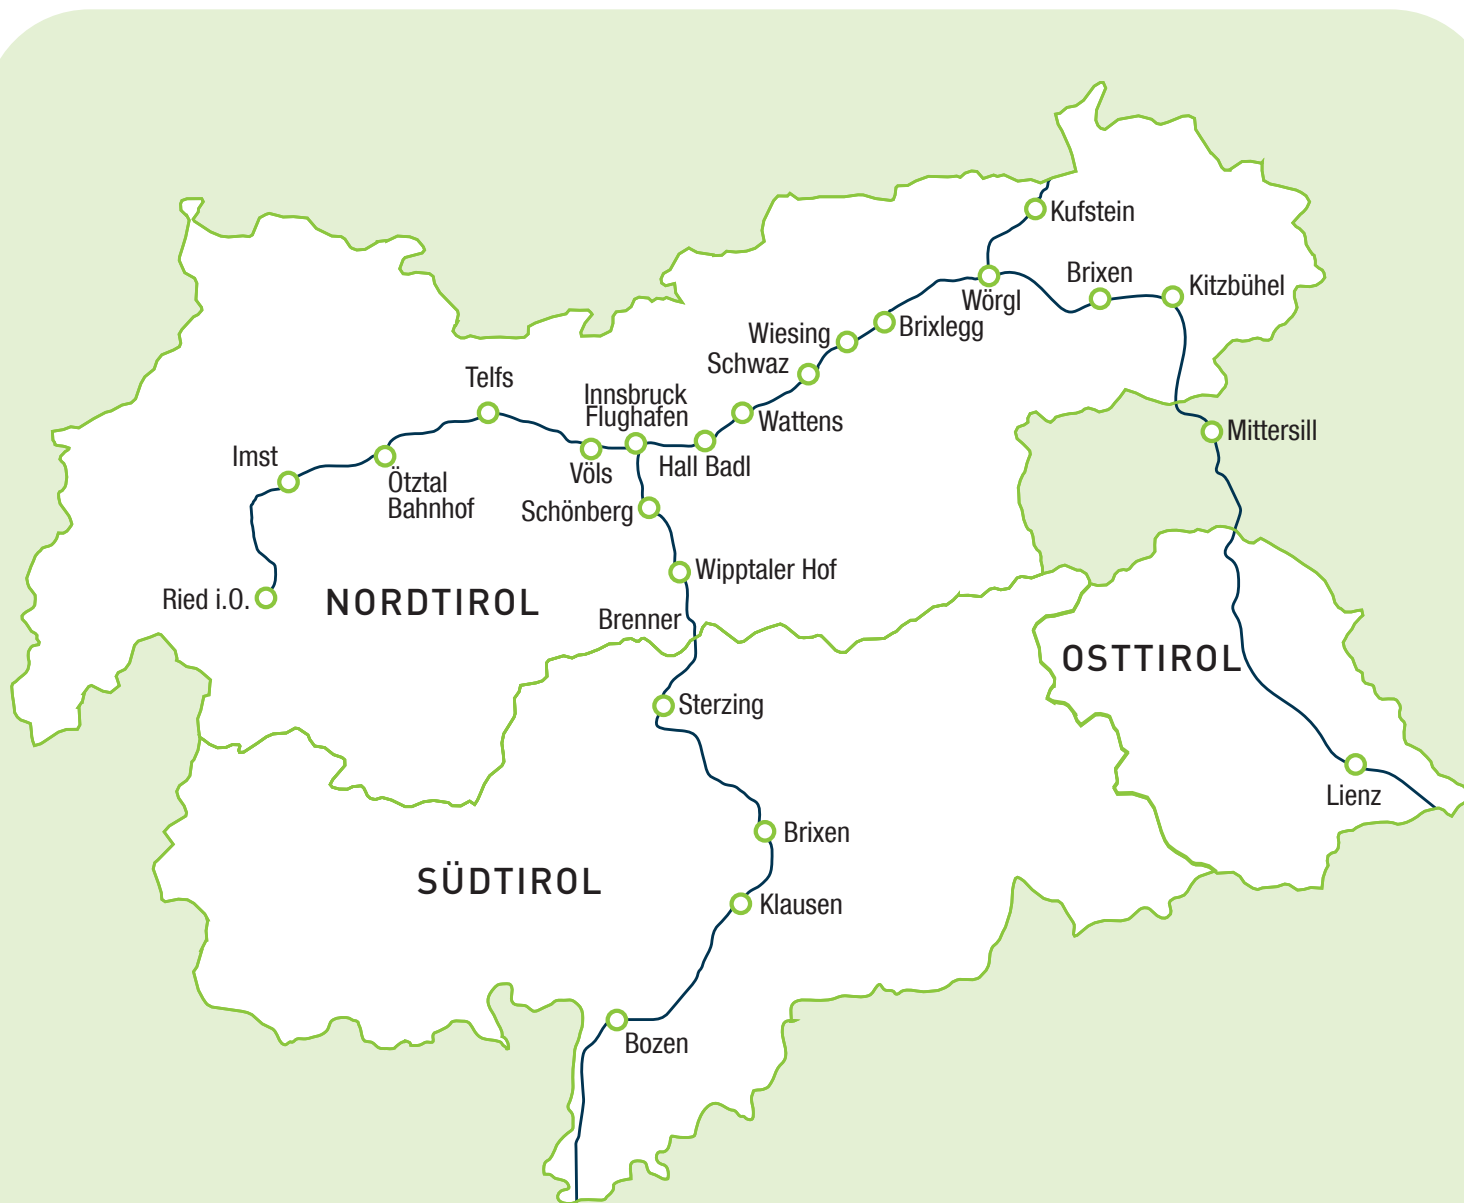 Kufstein
Brixen
Kitzbühel
Wörgl
Wiesing
Brixlegg
Schwaz
Telfs
Innsbruck
Flughafen
Wattens
Mittersill
Imst
Ötztal
Bahnhof
Völs
Hall Badl
Schönberg
Wipptaler Hof
Ried i.O.
NORDTIROL
Brenner
OSTTIROL
Sterzing
Lienz
Brixen
SÜDTIROL
Klausen
Bozen